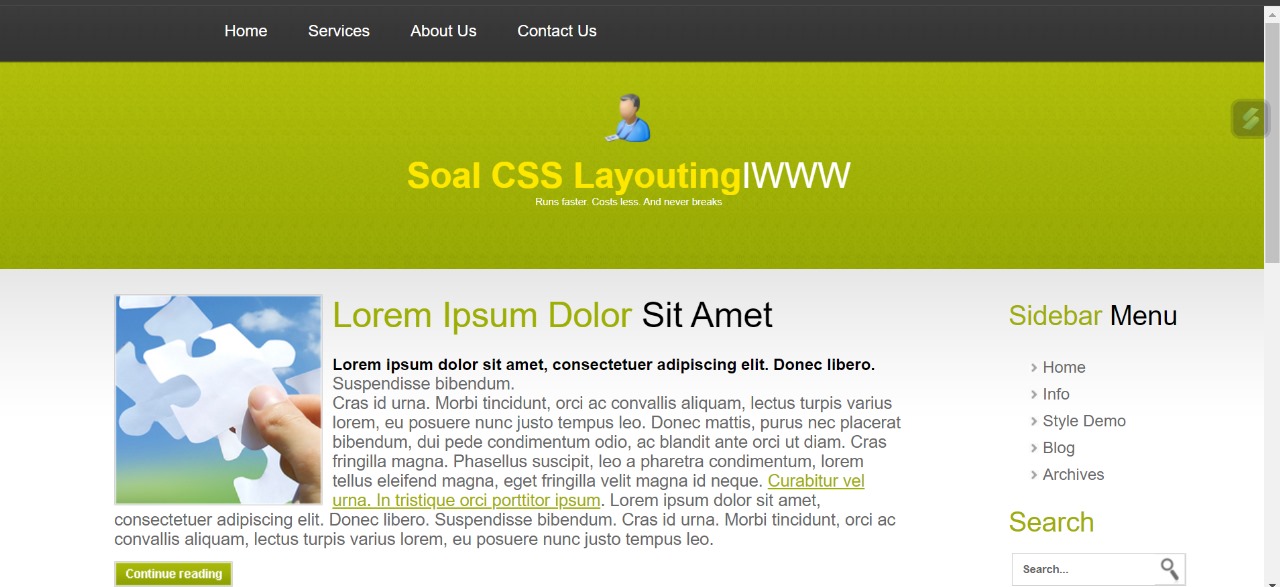 Home Services About Us Contact Us
Soal CSS LayoutingIWWW
Runs faster. Costs less. And never breaks
Lorem Ipsum Dolor Sit Amet
Lorem ipsum dolor sit amet, consectetuer adipiscing elit. Donec libero.
Suspendisse bibendum.
Cras id urna. Morbi tincidunt, orci ac convallis aliquam, lectus turpis varius
lorem, eu posuere nunc justo tempus leo. Donec mattis, purus nec placerat
bibendum, dui pede condimentum odio, ac blandit ante orci ut diam. Cras
fringilla magna. Phasellus suscipit, leo a pharetra condimentum, lorem
tellus eleifend magna, eget fringilla velit magna id neque. Curabitur vel
urna. In tristique orci porttitor ipsum. Lorem ipsum dolor sit amet,
consectetuer adipiscing elit. Donec libero. Suspendisse bibendum. Cras id urna. Morbi tincidunt, orci ac
convallis aliquam, lectus turpis varius lorem, eu posuere nunc justo tempus leo.
Continue reading
Sidebar Menu
Home
Info
Style Demo
Blog
Archives
Search
Search...